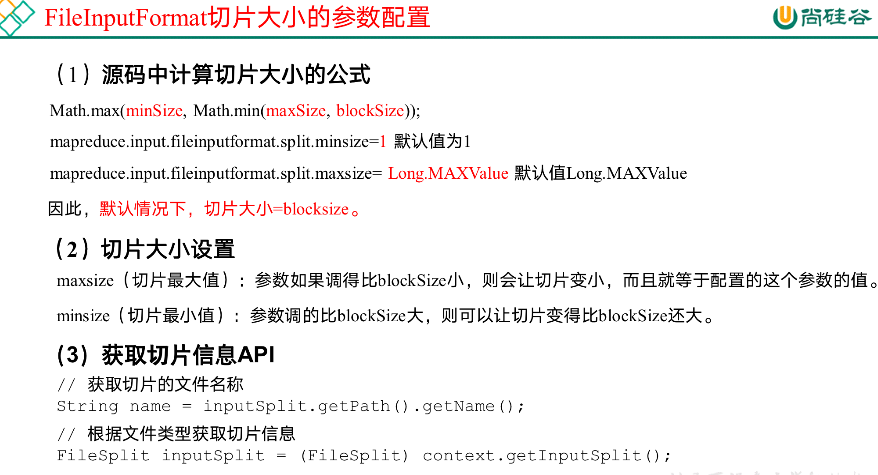 FileInputFormat切片大小的参数配置
尚硅谷
（1）源码中计算切片大小的公式
Math.max(minSize, Math.min(maxSize, blockSize));
mapreduce.input.fileinputformat.split.minsize=1 默认值为1
mapreduce.input.fileinputformat.split.maxsize= Long.MAXValue 默认值Long.MAXValue
因此，默认情况下，切片大小=blocksize。
（2）切片大小设置
maxsize（切片最大值）：参数如果调得比blockSize小，则会让切片变小，而且就等于配置的这个参数的值。
minsize（切片最小值）：参数调的比blockSize大，则可以让切片变得比blockSize还大。
（3）获取切片信息API
// 获取切片的文件名称
String name = inputSplit.getPath().getName();
// 根据文件类型获取切片信息
FileSplit inputSplit = (FileSplit) context.getInputSplit();